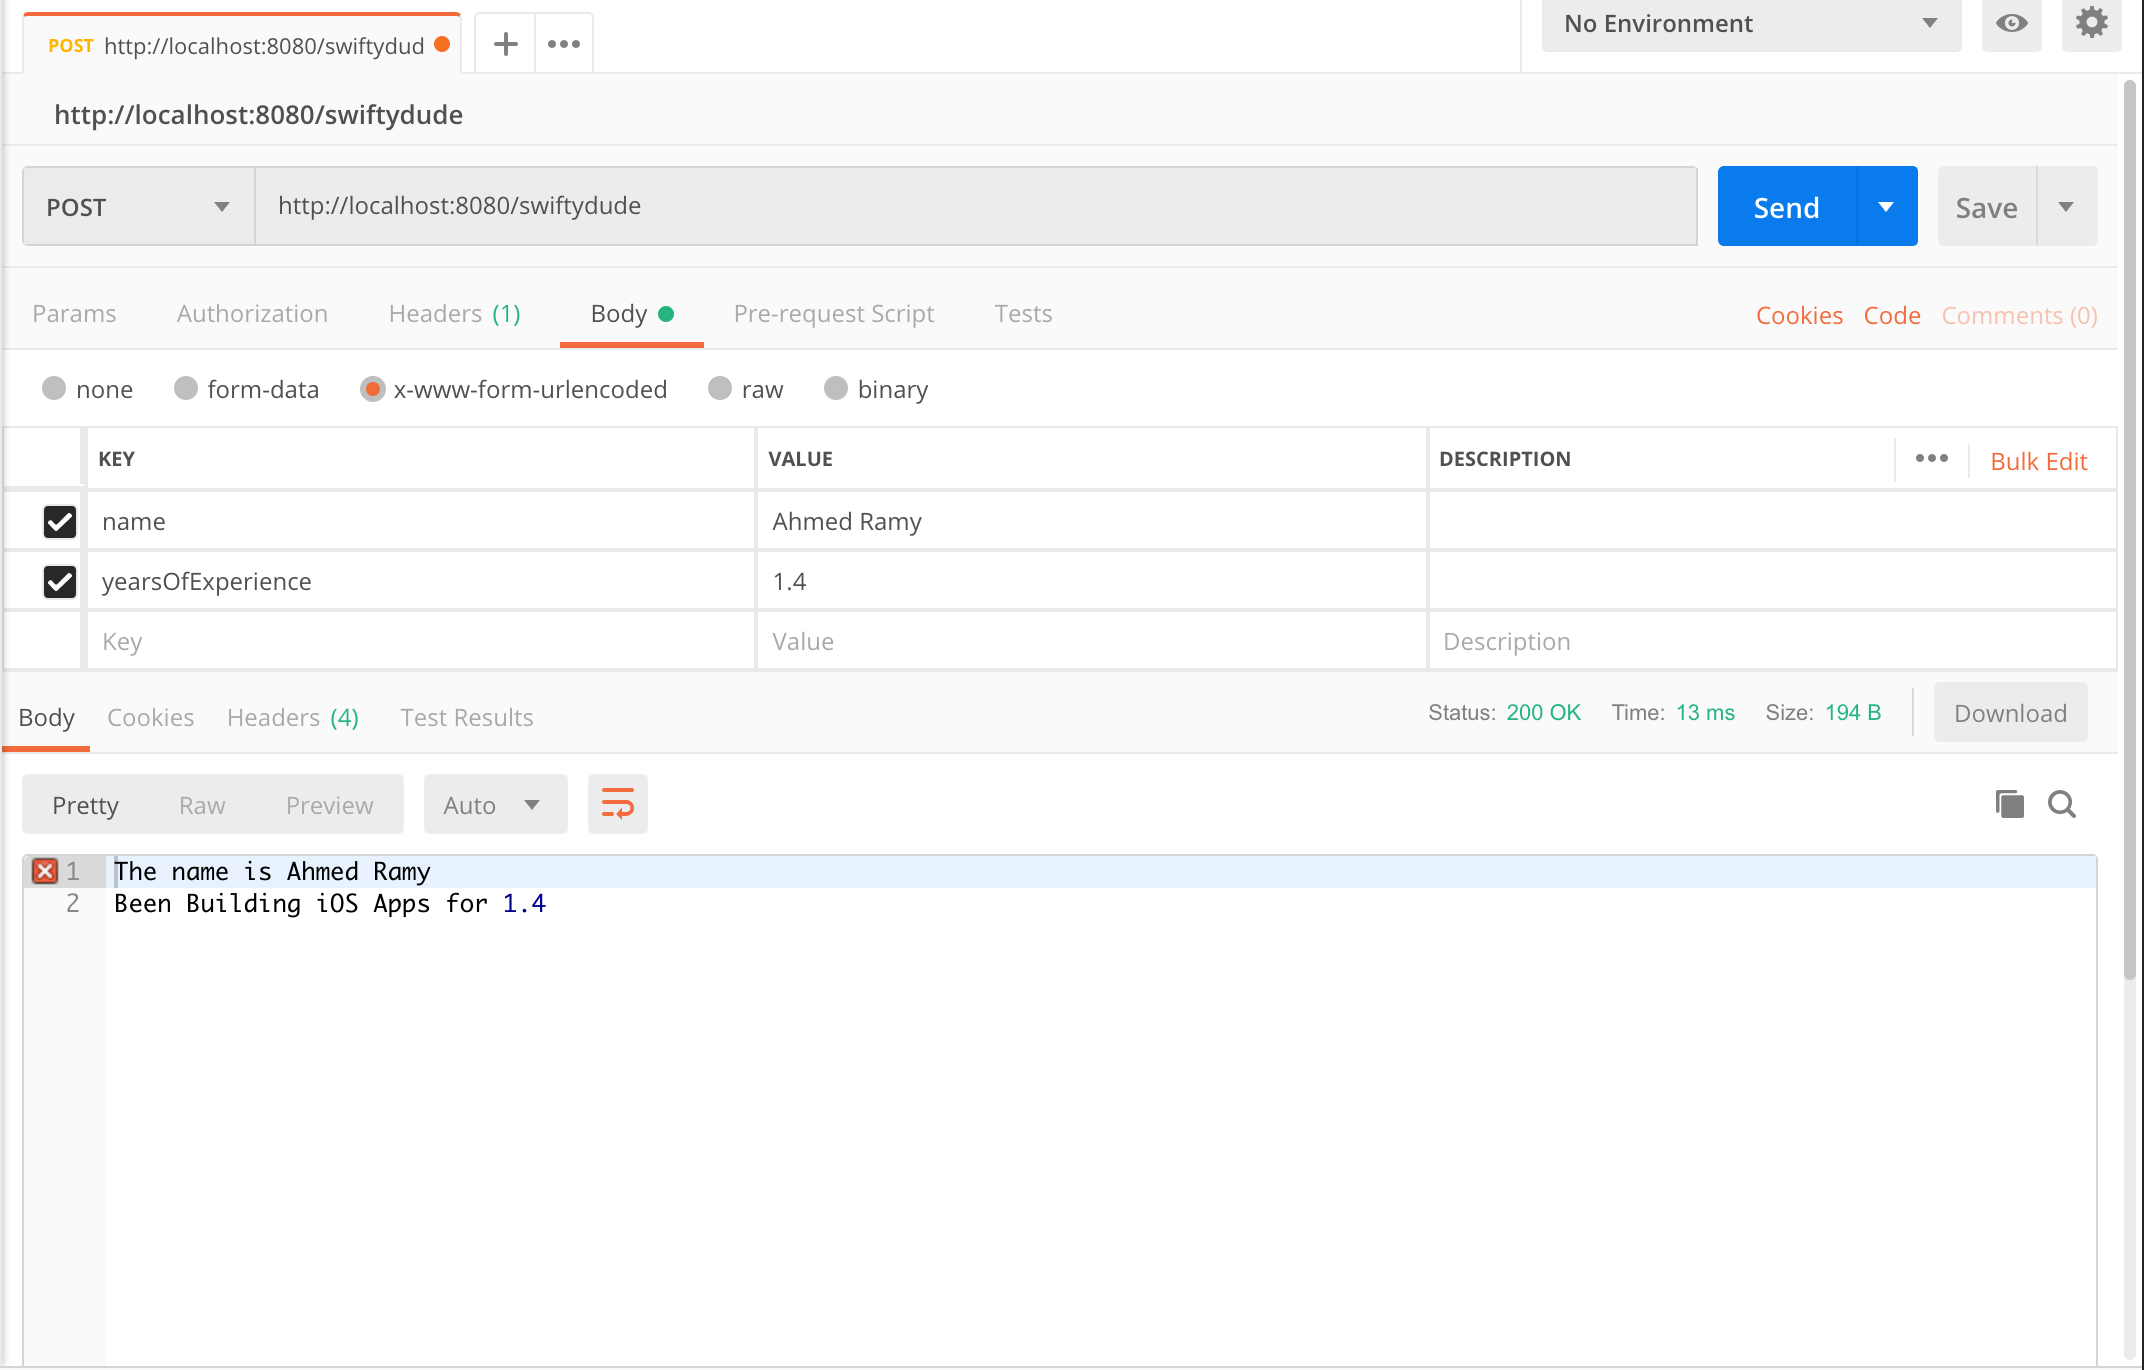 POST http://localhost:8080/swiftydud
No Environment
http://localhost:8080/swiftydude
POST http://localhost:8080/swiftydude Send Save
Params Authorization Headers (1) Body Pre-request Script Tests Cookies Code Comments (0)
none form-data x-www-form-urlencoded raw binary
KEY VALUE DESCRIPTION ••• Bulk Edit
name Ahmed Ramy
yearsOfExperience 1.4
Key Value Description
Body Cookies Headers (4) Test Results Status: 200 OK Time: 13 ms Size: 194 B Download
Pretty Raw Preview Auto
1 The name is Ahmed Ramy
2 Been Building iOS Apps for 1.4